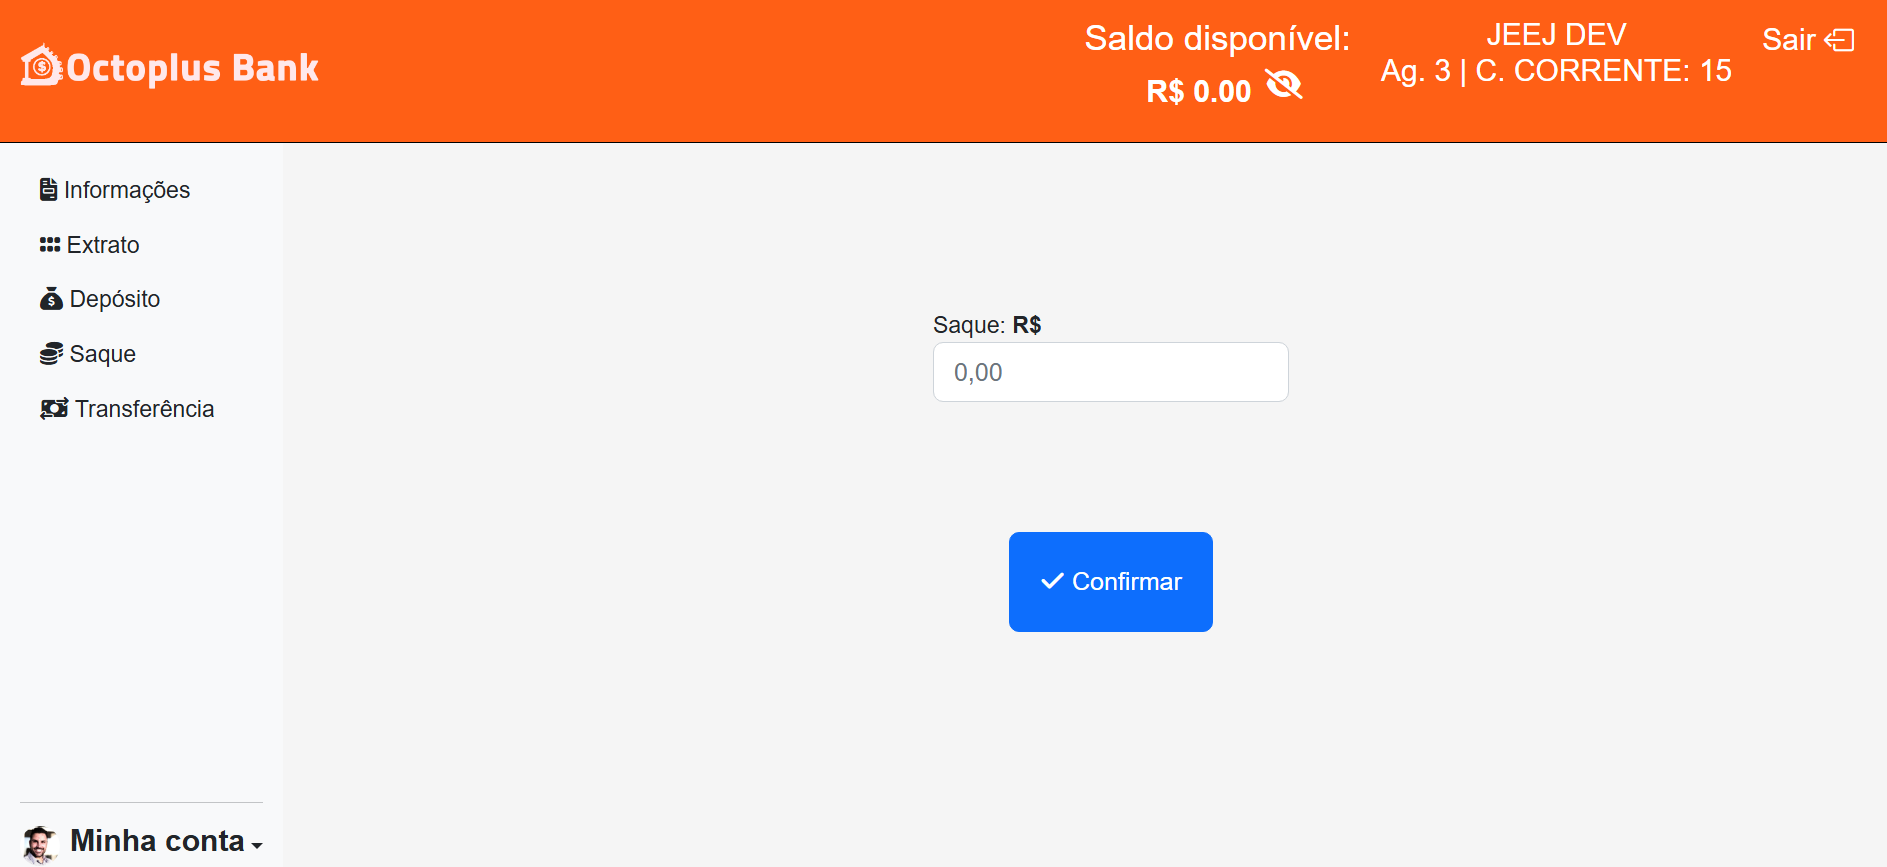 Octoplus Bank
Saldo disponível:
R$ 0.00
JEEJ DEV
Ag. 3 | C. CORRENTE: 15
Sair
Informações
Extrato
Depósito
Saque
Transferência
Saque: R$
0,00
Confirmar
Minha conta